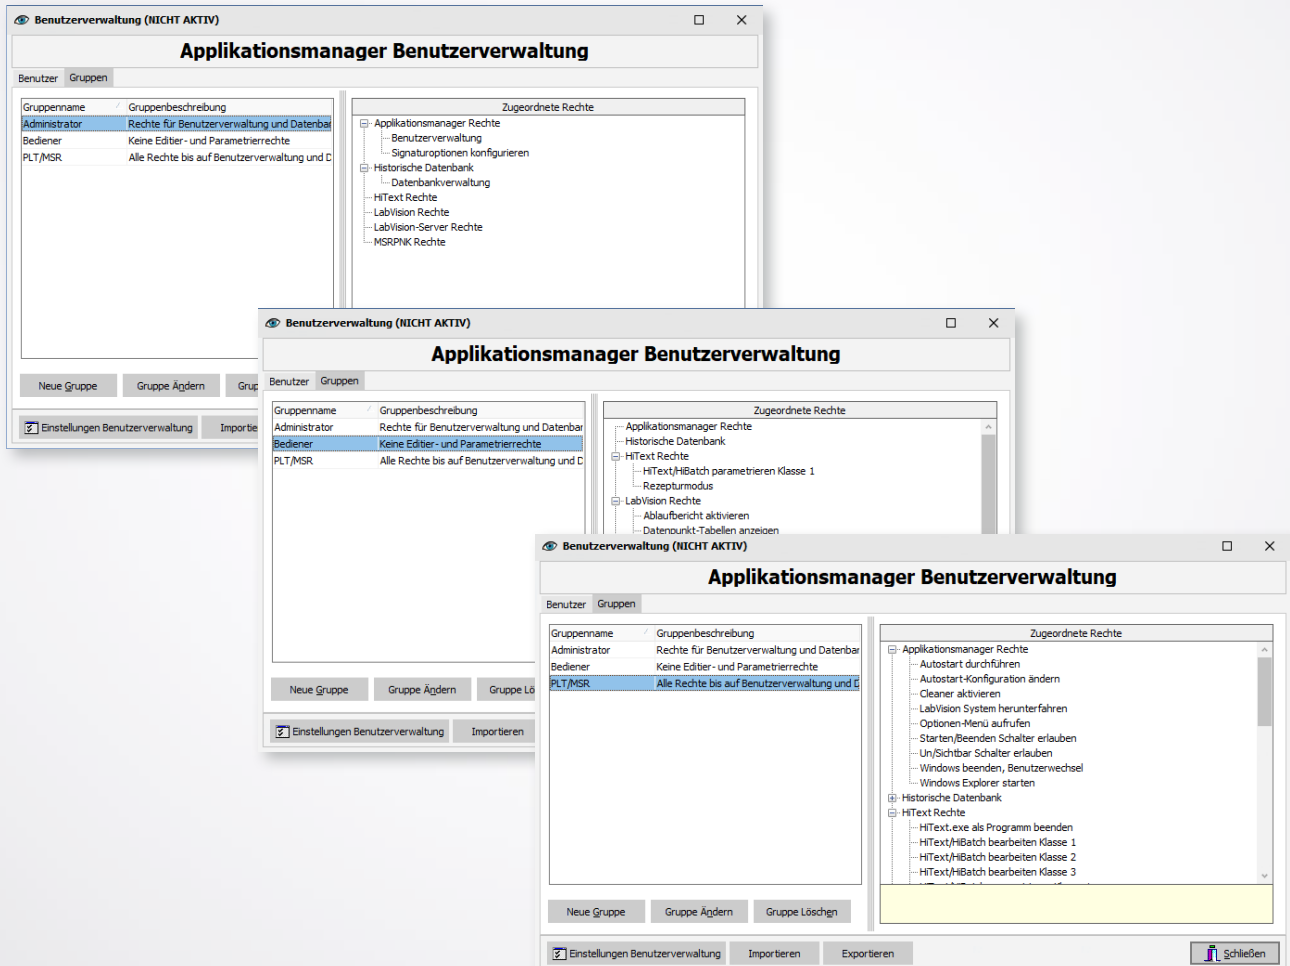 Benutzerverwaltung (NICHT AKTIV)
Applikationsmanager Benutzerverwaltung
Benutzer Gruppen
Gruppenname Gruppenbeschreibung
Administrator Rechte für Benutzerverwaltung und Datenbar
Bediener Keine Editier- und Parametrierrechte
PLT/MSR Alle Rechte bis auf Benutzerverwaltung und D
Zugeordnete Rechte
Applikationsmanager Rechte
Benutzerverwaltung
Signaturoptionen konfigurieren
Historische Datenbank
Datenbankverwaltung
HiText Rechte
LabVision Rechte
LabVision-Server Rechte
MSRPNK Rechte
Neue Gruppe Gruppe Ändern Grup
Einstellungen Benutzerverwaltung Importie
Benutzerverwaltung (NICHT AKTIV)
Applikationsmanager Benutzerverwaltung
Benutzer Gruppen
Gruppenname Gruppenbeschreibung
Administrator Rechte für Benutzerverwaltung und Datenbar
Bediener Keine Editier- und Parametrierrechte
PLT/MSR Alle Rechte bis auf Benutzerverwaltung und D
Zugeordnete Rechte
Applikationsmanager Rechte
Historische Datenbank
HiText Rechte
HiText/HiBatch parametrieren Klasse 1
Rezepturmodus
LabVision Rechte
Ablaufbericht aktivieren
Datenpunkt-Tabellen anzeigen
Neue Gruppe Gruppe Ändern Gruppe Lö
Einstellungen Benutzerverwaltung Importieren
Benutzerverwaltung (NICHT AKTIV)
Applikationsmanager Benutzerverwaltung
Benutzer Gruppen
Gruppenname Gruppenbeschreibung
Administrator Rechte für Benutzerverwaltung und Datenbar
Bediener Keine Editier- und Parametrierrechte
PLT/MSR Alle Rechte bis auf Benutzerverwaltung und D
Zugeordnete Rechte
Applikationsmanager Rechte
Autostart durchführen
Autostart-Konfiguration ändern
Cleaner aktivieren
LabVision System herunterfahren
Optionen-Menü aufrufen
Starten/Beenden Schalter erlauben
Un/Sichtbar Schalter erlauben
Windows beenden, Benutzerwechsel
Windows Explorer starten
Historische Datenbank
HiText Rechte
HiText.exe als Programm beenden
HiText/HiBatch bearbeiten Klasse 1
HiText/HiBatch bearbeiten Klasse 2
HiText/HiBatch bearbeiten Klasse 3
Neue Gruppe Gruppe Ändern Gruppe Löschen
Einstellungen Benutzerverwaltung Importieren Exportieren Schließen